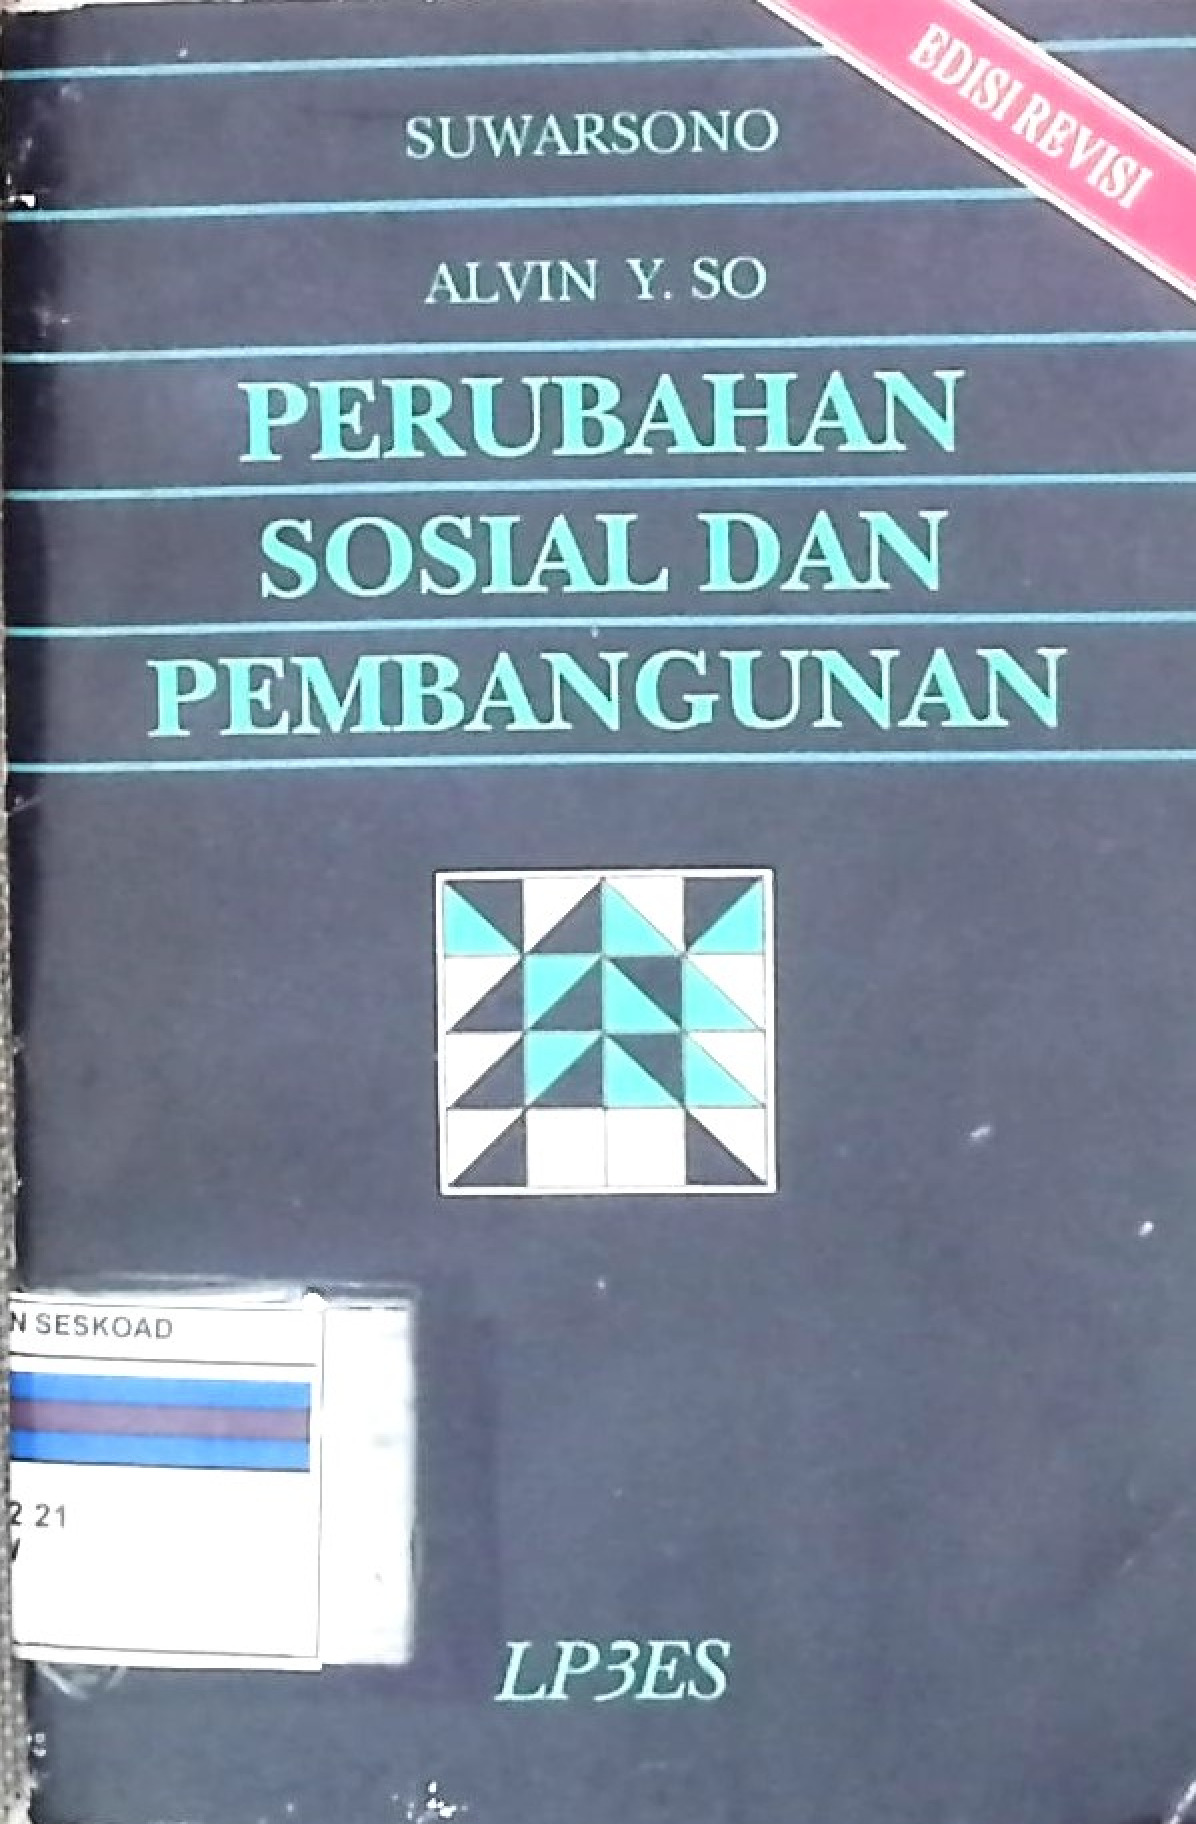 EDISI REVISI
SUWARSONO
ALVIN Y. SO
PERUBAHAN
SOSIAL DAN
PEMBANGUNAN
N SESKOAD
2 21
LP3ES